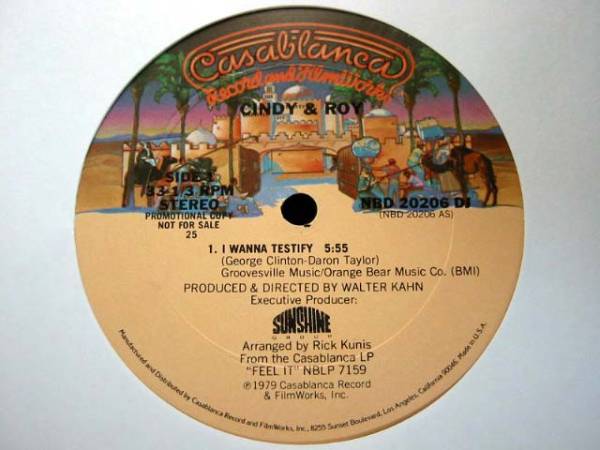 Casablanca
Record and FilmWorks
CINDY & ROY
SIDE 1
33 1/3 RPM
STEREO
PROMOTIONAL COPY
NOT FOR SALE
25
NBD 20206 DJ
(NBD 20206 AS)
1. I WANNA TESTIFY 5:55
(George Clinton-Daron Taylor)
Groovesville Music/Orange Bear Music Co. (BMI)
PRODUCED & DIRECTED BY WALTER KAHN
Executive Producer:
SUNSHINE
GROUP
Arranged by Rick Kunis
From the Casablanca LP
"FEEL IT" NBLP 7159
℗1979 Casablanca Record
& FilmWorks, Inc.
Manufactured and Distributed by Casablanca Record and FilmWorks, Inc., 8255 Sunset Boulevard, Los Angeles, California 90046. Made in U.S.A.